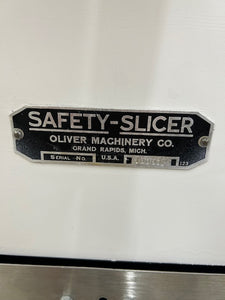 SAFETY-SLICER
OLIVER MACHINERY CO.
GRAND RAPIDS, MICH.
SERIAL NO. U.S.A.